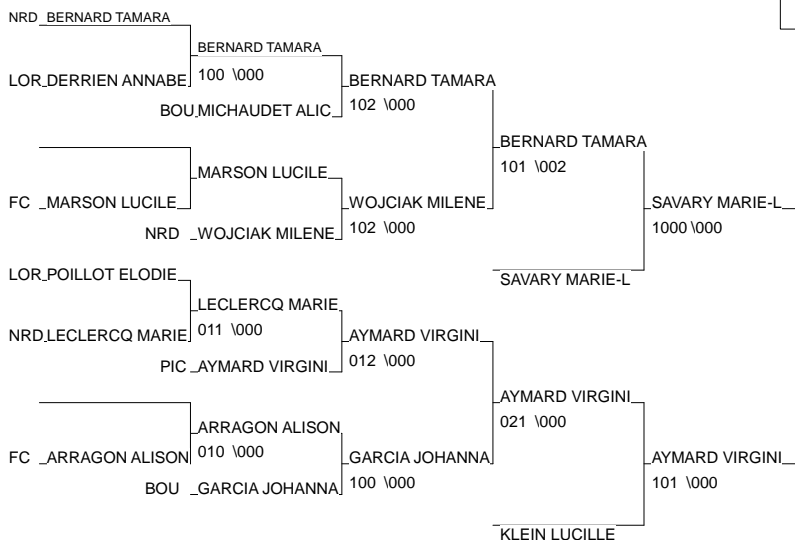 NRD BERNARD TAMARA
BERNARD TAMARA
LOR DERRIEN ANNABE 100 \000 BERNARD TAMARA
BOU MICHAUDET ALIC 102 \000
BERNARD TAMARA
101 \002
MARSON LUCILE
FC MARSON LUCILE WOJCIAK MILENE SAVARY MARIE-L
NRD WOJCIAK MILENE 102 \000 1000 \000
LOR POILLOT ELODIE SAVARY MARIE-L
LECLERCQ MARIE
NRD LECLERCQ MARIE 011 \000 AYMARD VIRGINI
PIC AYMARD VIRGINI 012 \000
AYMARD VIRGINI
021 \000
ARRAGON ALISON
FC ARRAGON ALISON 010 \000 GARCIA JOHANNA AYMARD VIRGINI
BOU GARCIA JOHANNA 100 \000 101 \000
KLEIN LUCILLE